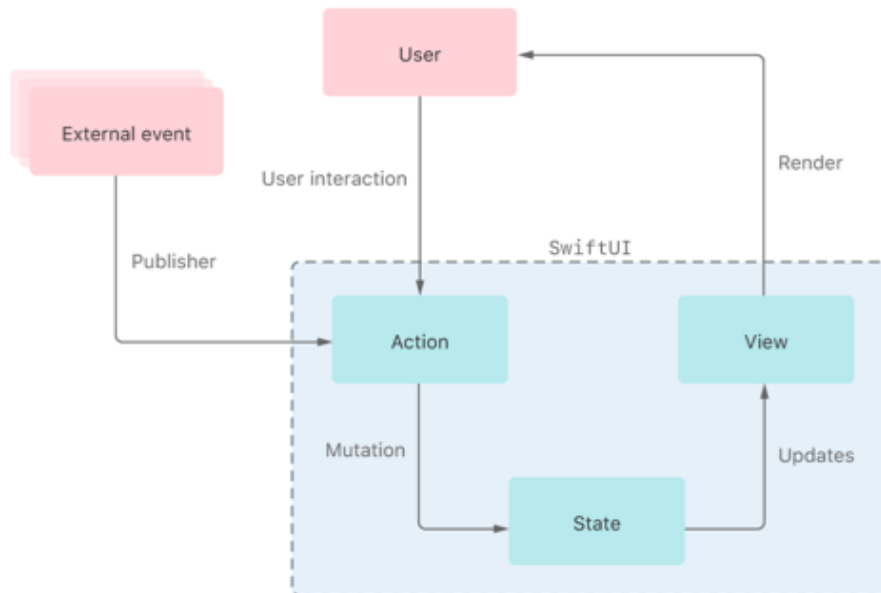 User
External event
User interaction
Render
Publisher
SwiftUI
Action
View
Mutation
Updates
State